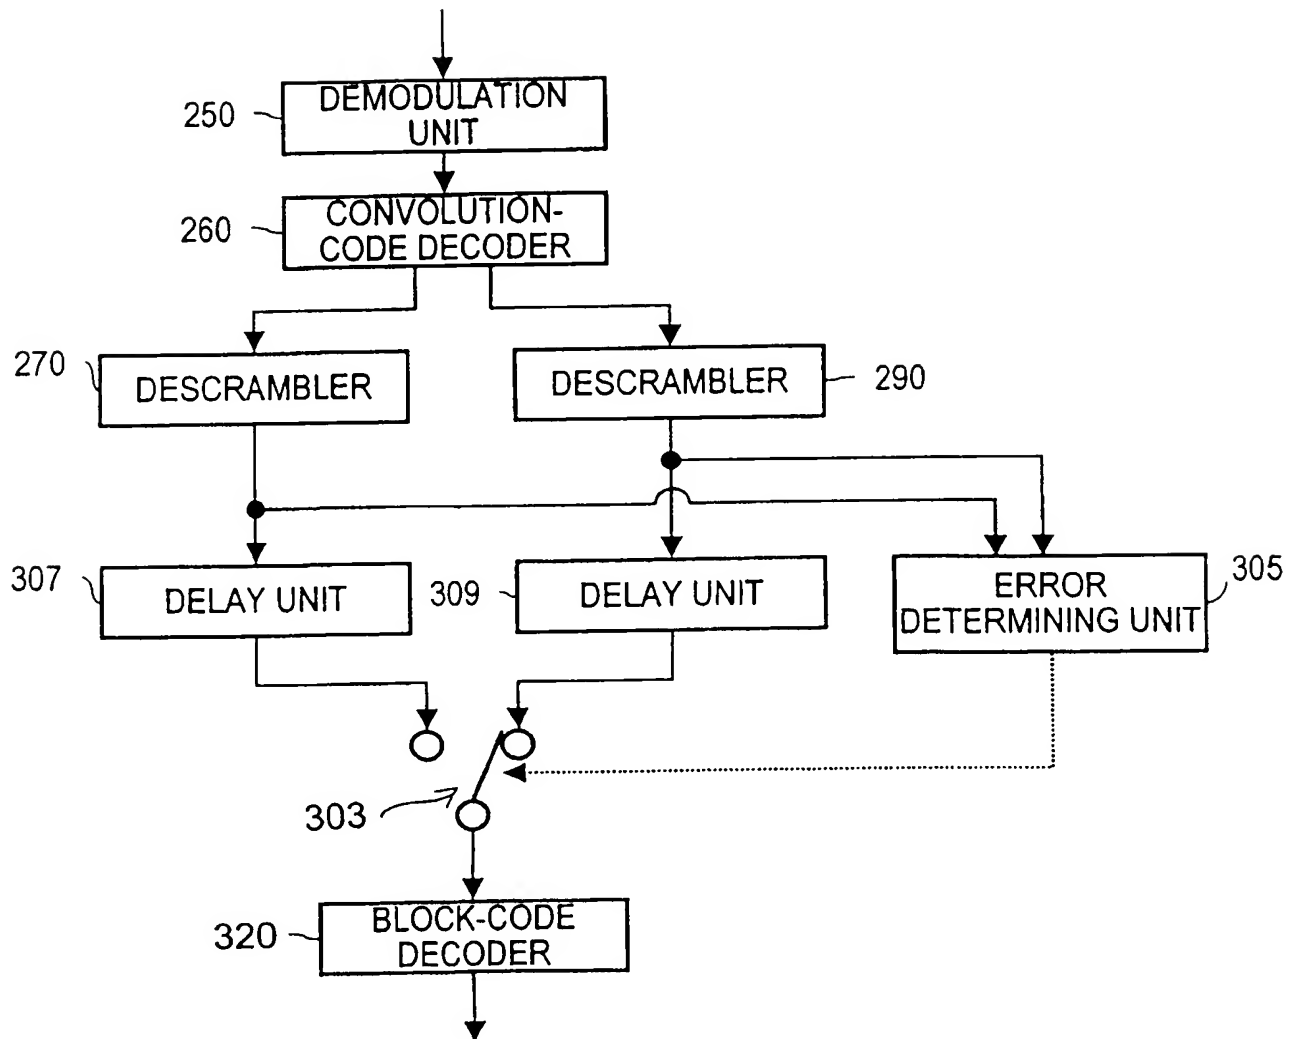 DEMODULATION
UNIT
250
CONVOLUTION-
CODE DECODER
260
270
DESCRAMBLER
DESCRAMBLER
290
307
DELAY UNIT
309
DELAY UNIT
ERROR
DETERMINING UNIT
305
303
320
BLOCK-CODE
DECODER